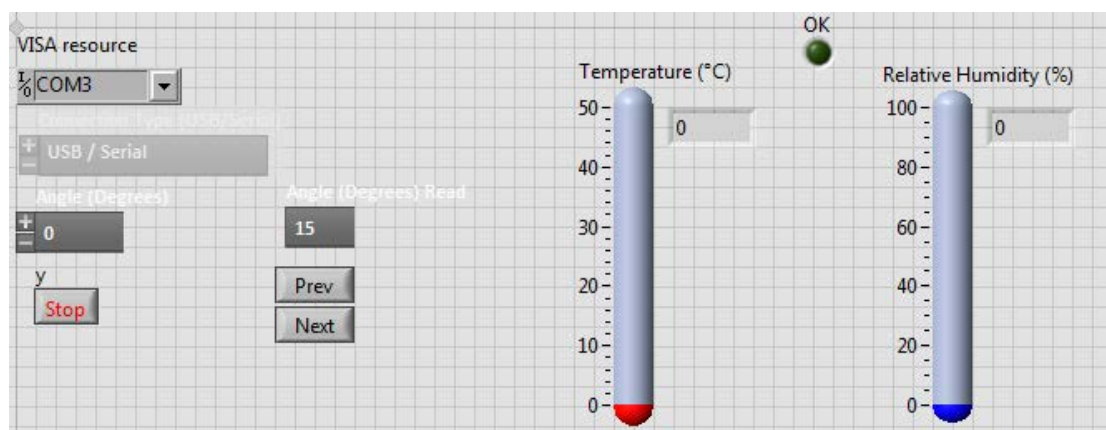 VISA resource
COM3
Connection Type (USB/Serial)
USB / Serial
Angle (Degrees)
0
Angle (Degrees) Read
15
y
Stop
Prev
Next
OK
Temperature (°C)
0
50
40
30
20
10
0
Relative Humidity (%)
0
100
80
60
40
20
0